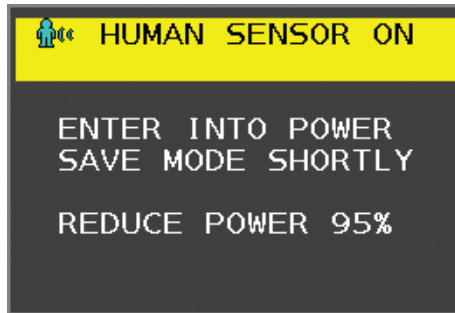 HUMAN SENSOR ON
ENTER INTO POWER
SAVE MODE SHORTLY
REDUCE POWER 95%